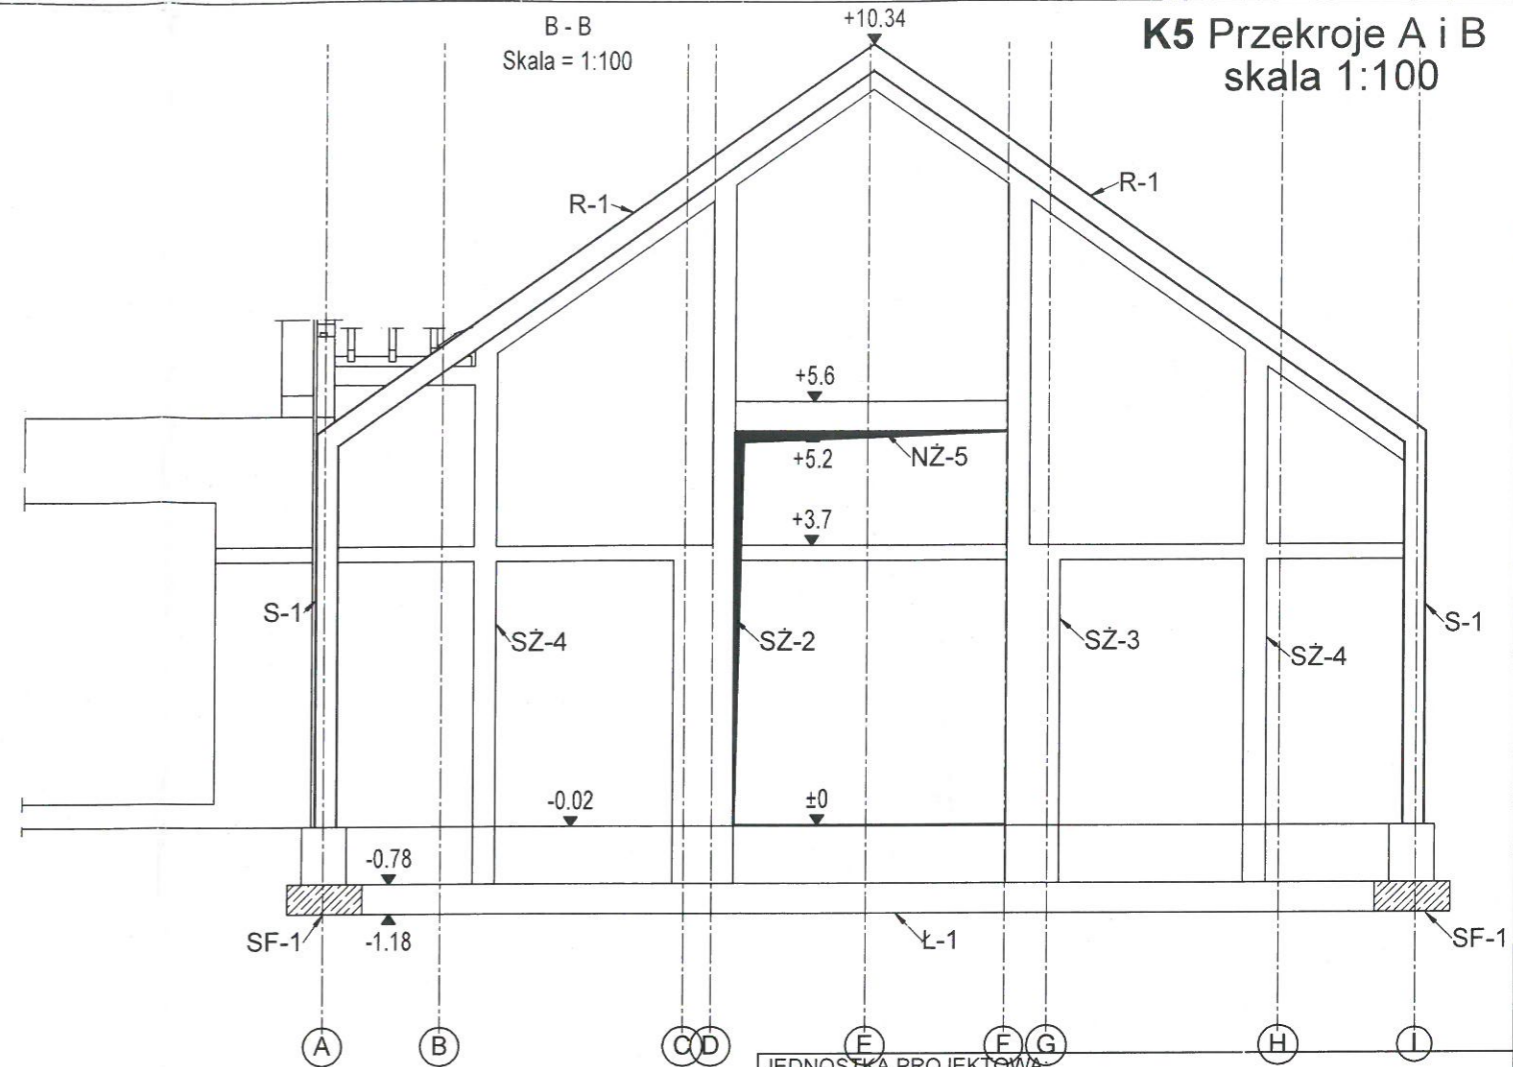 B - B
Skala = 1:100
+10.34
K5 Przekroje A i B
skala 1:100
R-1
R-1
+5.6
+5.2
NŻ-5
+3.7
S-1
SŻ-4
SŻ-2
SŻ-3
SŻ-4
S-1
-0.02
±0
-0.78
-1.18
SF-1
Ł-1
SF-1
A
B
C
D
E
F
G
H
I
JEDNOSTKA PROJEKTOWA: